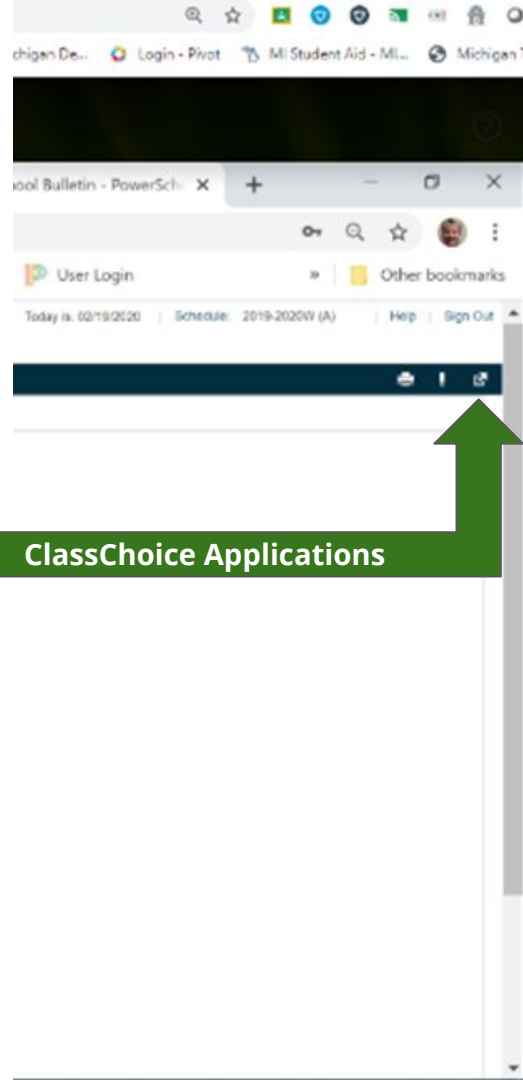 chigan De... Login - Pivot MI Student Aid - MI... Michigan T
ool Bulletin - PowerSch
User Login » Other bookmarks
Today is: 02/19/2020 | Schedule: 2019-2020W (A) | Help | Sign Out
ClassChoice Applications